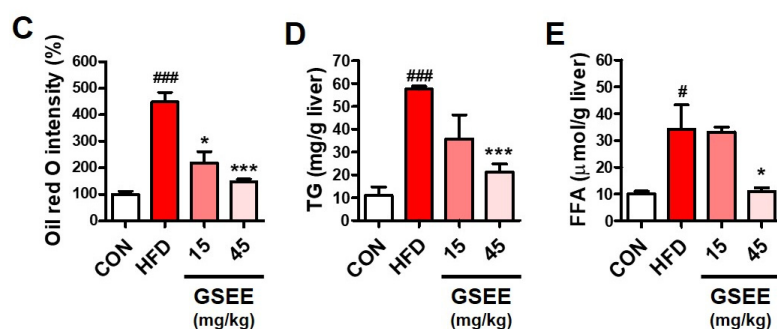 C
Oil red O intensity (%)
600
500
400
300
200
100
0
###
*
***
CON
HFD
15
45
GSEE
(mg/kg)
D
TG (mg/g liver)
70
60
50
40
30
20
10
0
###
***
CON
HFD
15
45
GSEE
(mg/kg)
E
FFA (μmol/g liver)
60
50
40
30
20
10
0
#
*
CON
HFD
15
45
GSEE
(mg/kg)